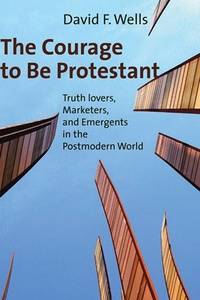 David F. Wells
The Courage
to Be Protestant
Truth lovers,
Marketers,
and Emergents
in the
Postmodern World